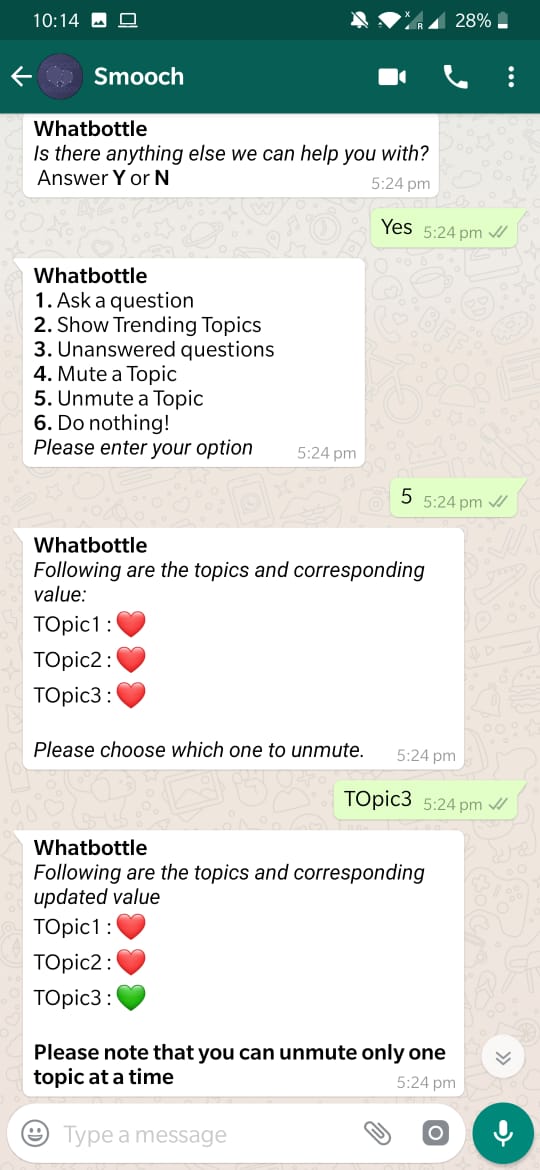 10:14
28%
Smooch
Whatbottle
Is there anything else we can help you with?
Answer Y or N
5:24 pm
Yes 5:24 pm
Whatbottle
1. Ask a question
2. Show Trending Topics
3. Unanswered questions
4. Mute a Topic
5. Unmute a Topic
6. Do nothing!
Please enter your option 5:24 pm
5 5:24 pm
Whatbottle
Following are the topics and corresponding
value:
TOpic1 : ❤️
TOpic2 : ❤️
TOpic3 : ❤️
Please choose which one to unmute. 5:24 pm
TOpic3 5:24 pm
Whatbottle
Following are the topics and corresponding
updated value
TOpic1 : ❤️
TOpic2 : ❤️
TOpic3 : 💚
Please note that you can unmute only one
topic at a time
5:24 pm
Type a message